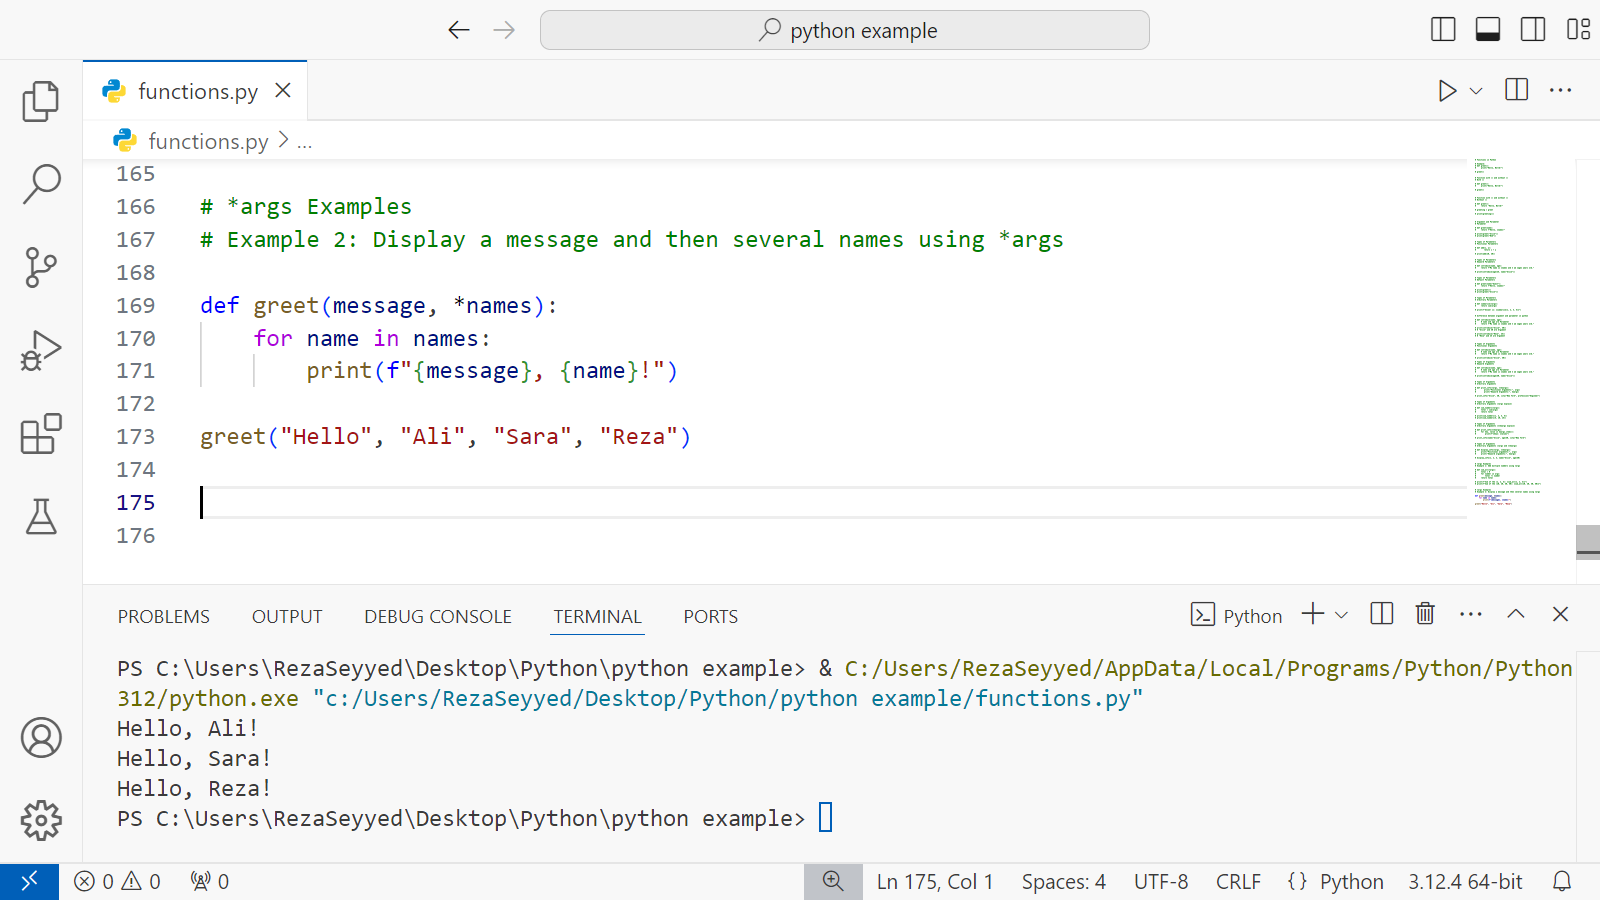 python example
functions.py
functions.py > ...
165
166 # *args Examples
167 # Example 2: Display a message and then several names using *args
168
169 def greet(message, *names):
170     for name in names:
171         print(f"{message}, {name}!")
172
173 greet("Hello", "Ali", "Sara", "Reza")
174
175
176
PROBLEMS OUTPUT DEBUG CONSOLE TERMINAL PORTS Python
PS C:\Users\RezaSeyyed\Desktop\Python\python example> & C:/Users/RezaSeyyed/AppData/Local/Programs/Python/Python
312/python.exe "c:/Users/RezaSeyyed/Desktop/Python/python example/functions.py"
Hello, Ali!
Hello, Sara!
Hello, Reza!
PS C:\Users\RezaSeyyed\Desktop\Python\python example>
0 0 0 Ln 175, Col 1 Spaces: 4 UTF-8 CRLF {} Python 3.12.4 64-bit